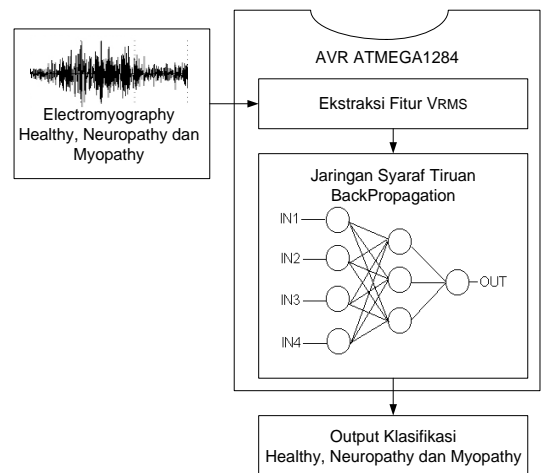 AVR ATMEGA1284
Electromyography
Healthy, Neuropathy dan
Myopathy
Ekstraksi Fitur VRMS
Jaringan Syaraf Tiruan
BackPropagation
IN1
IN2
IN3
IN4
OUT
Output Klasifikasi
Healthy, Neuropathy dan Myopathy